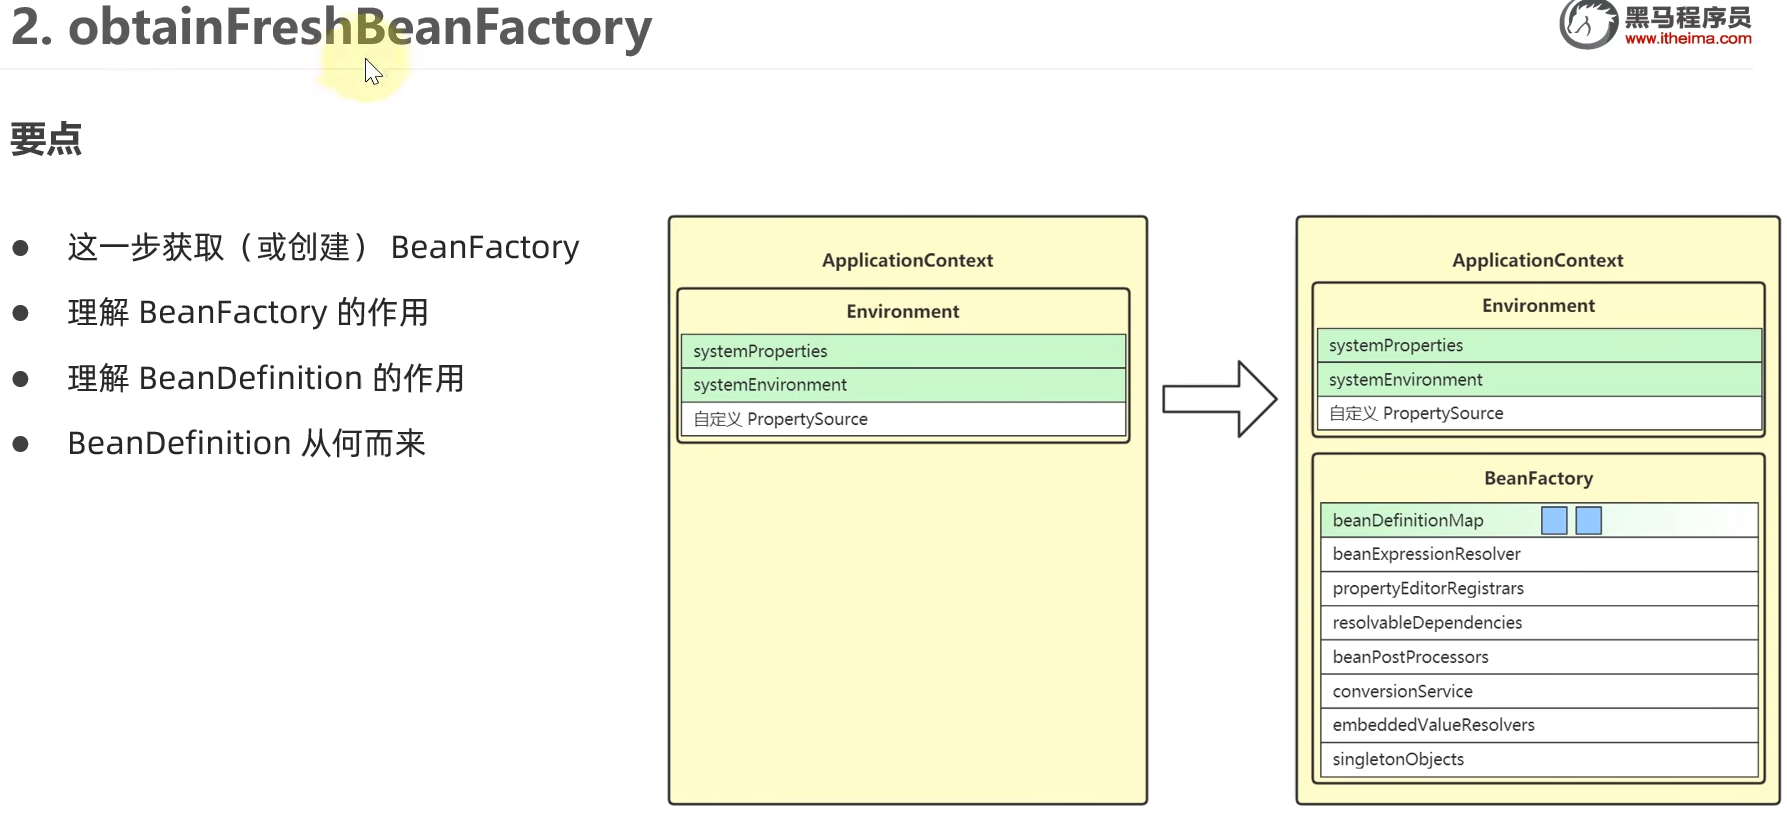 2. obtainFreshBeanFactory
黑马程序员
www.itheima.com
要点
● 这一步获取（或创建） BeanFactory
● 理解 BeanFactory 的作用
● 理解 BeanDefinition 的作用
● BeanDefinition 从何而来
ApplicationContext
Environment
systemProperties
systemEnvironment
自定义 PropertySource
ApplicationContext
Environment
systemProperties
systemEnvironment
自定义 PropertySource
BeanFactory
beanDefinitionMap
beanExpressionResolver
propertyEditorRegistrars
resolvableDependencies
beanPostProcessors
conversionService
embeddedValueResolvers
singletonObjects